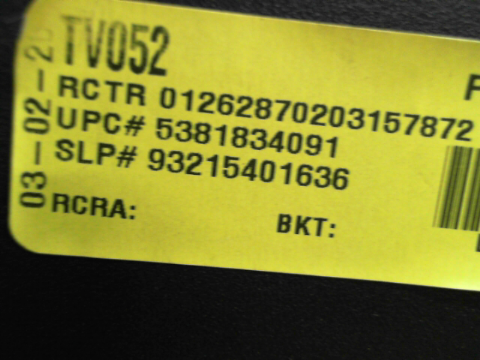 TV052
RCTR 01262870203157872
UPC# 5381834091
SLP# 93215401636
RCRA: BKT:
03-02-2